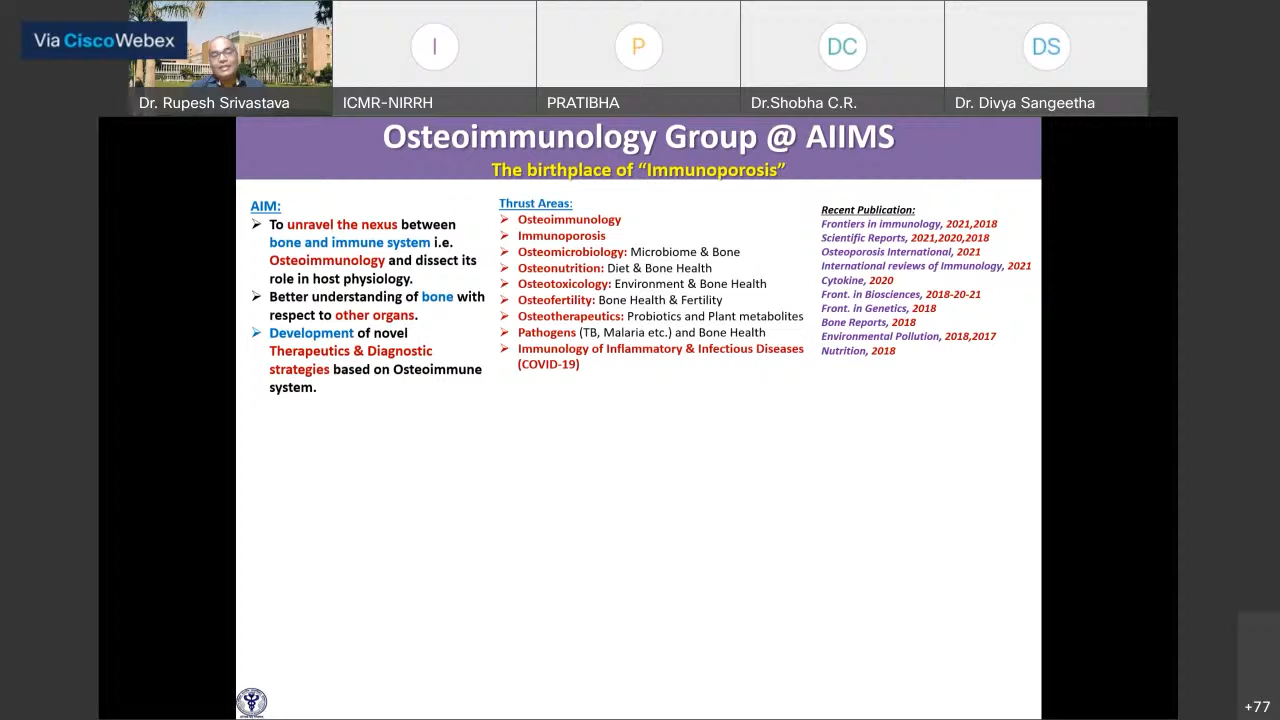 Via Cisco Webex
Dr. Rupesh Srivastava
I
ICMR-NIRRH
P
PRATIBHA
DC
Dr.Shobha C.R.
DS
Dr. Divya Sangeetha
Osteoimmunology Group @ AIIMS
The birthplace of “Immunoporosis”
AIM:
➢ To unravel the nexus between
bone and immune system i.e.
Osteoimmunology and dissect its
role in host physiology.
➢ Better understanding of bone with
respect to other organs.
➢ Development of novel
Therapeutics & Diagnostic
strategies based on Osteoimmune
system.
Thrust Areas:
➢ Osteoimmunology
➢ Immunoporosis
➢ Osteomicrobiology: Microbiome & Bone
➢ Osteonutrition: Diet & Bone Health
➢ Osteotoxicology: Environment & Bone Health
➢ Osteofertility: Bone Health & Fertility
➢ Osteotherapeutics: Probiotics and Plant metabolites
➢ Pathogens (TB, Malaria etc.) and Bone Health
➢ Immunology of Inflammatory & Infectious Diseases
(COVID-19)
Recent Publication:
Frontiers in immunology, 2021,2018
Scientific Reports, 2021,2020,2018
Osteoporosis International, 2021
International reviews of Immunology, 2021
Cytokine, 2020
Front. in Biosciences, 2018-20-21
Front. in Genetics, 2018
Bone Reports, 2018
Environmental Pollution, 2018,2017
Nutrition, 2018
+77